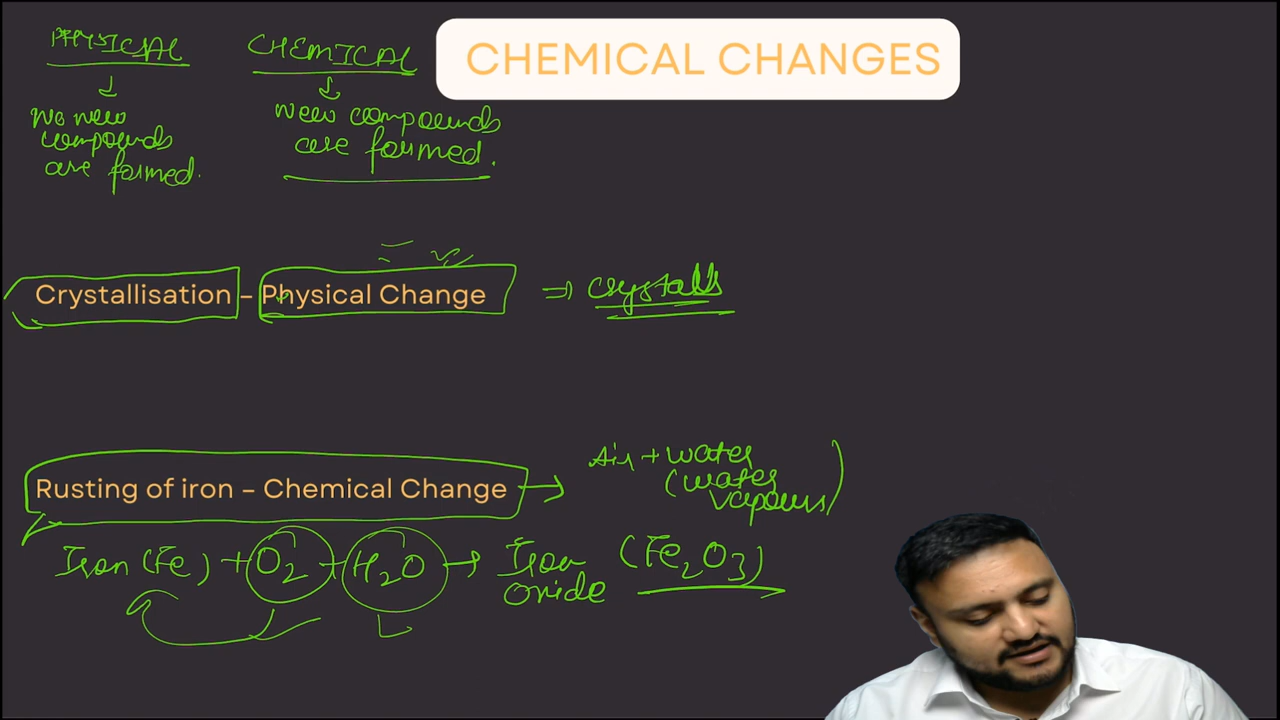 CHEMICAL CHANGES
PHYSICAL
No new
compounds
are formed.
CHEMICAL
New compounds
are formed.
Crystallisation – Physical Change ⇒ crystalls
Rusting of iron – Chemical Change → Air + water
(water
vapours)
Iron (Fe) + O2 + H2O → Iron (Fe2O3)
oxide